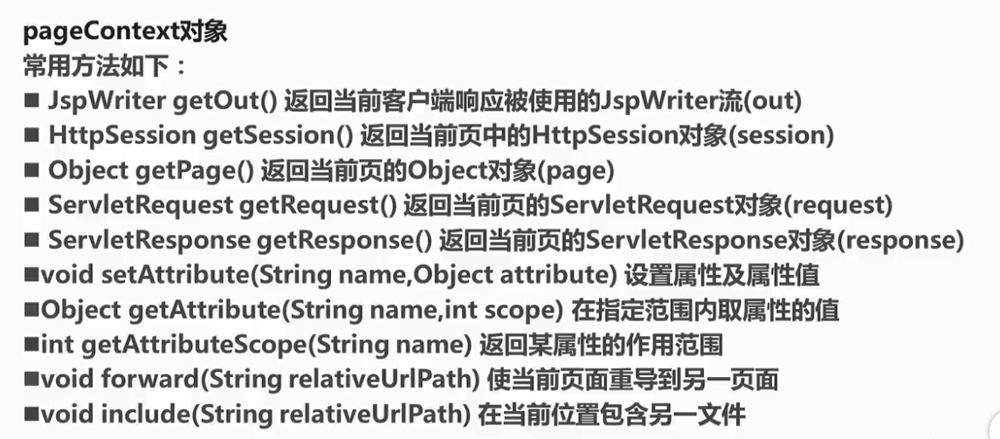 pageContext对象
常用方法如下：
■ JspWriter getOut() 返回当前客户端响应被使用的JspWriter流(out)
■ HttpSession getSession() 返回当前页中的HttpSession对象(session)
■ Object getPage() 返回当前页的Object对象(page)
■ ServletRequest getRequest() 返回当前页的ServletRequest对象(request)
■ ServletResponse getResponse() 返回当前页的ServletResponse对象(response)
■void setAttribute(String name,Object attribute) 设置属性及属性值
■Object getAttribute(String name,int scope) 在指定范围内取属性的值
■int getAttributeScope(String name) 返回某属性的作用范围
■void forward(String relativeUrlPath) 使当前页面重导到另一页面
■void include(String relativeUrlPath) 在当前位置包含另一文件